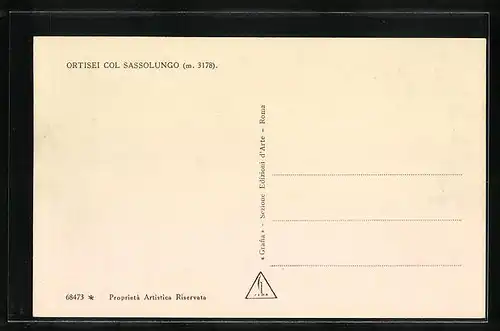 ORTISEI COL SASSOLUNGO (m. 3178).
« Grafia » - Sezione Edizioni d'Arte - Roma
68473 * Proprietà Artistica Riservata